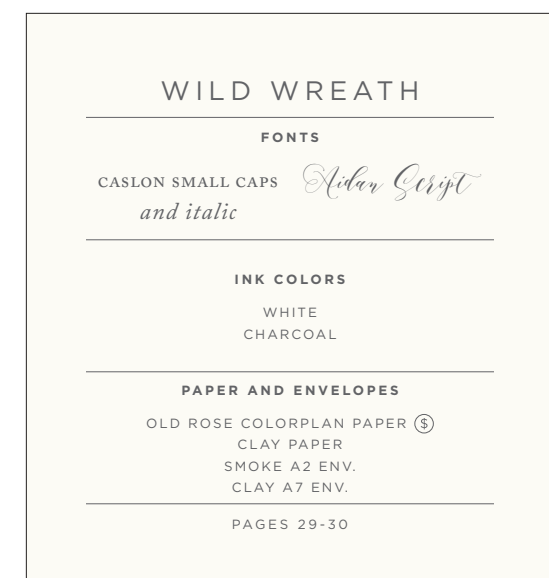 WILD WREATH
FONTS
CASLON SMALL CAPS Aidan Script
and italic
INK COLORS
WHITE
CHARCOAL
PAPER AND ENVELOPES
OLD ROSE COLORPLAN PAPER $
CLAY PAPER
SMOKE A2 ENV.
CLAY A7 ENV.
PAGES 29-30